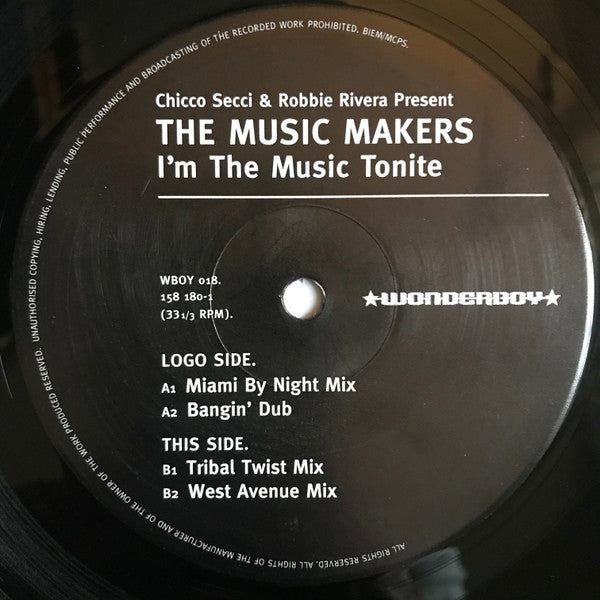 UNAUTHORISED COPYING, HIRING, LENDING, PUBLIC PERFORMANCE AND BROADCASTING OF THE RECORDED WORK PROHIBITED. BIEM/MCPS.
Chicco Secci & Robbie Rivera Present
THE MUSIC MAKERS
I'm The Music Tonite
WBOY 018.
158 180-1
(33 1/3 RPM).
★WONDERBOY★
LOGO SIDE.
A1 Miami By Night Mix
A2 Bangin' Dub
THIS SIDE.
B1 Tribal Twist Mix
B2 West Avenue Mix
ALL RIGHTS RESERVED. ALL RIGHTS OF THE MANUFACTURER AND OF THE OWNER OF THE WORK PRODUCED RESERVED.